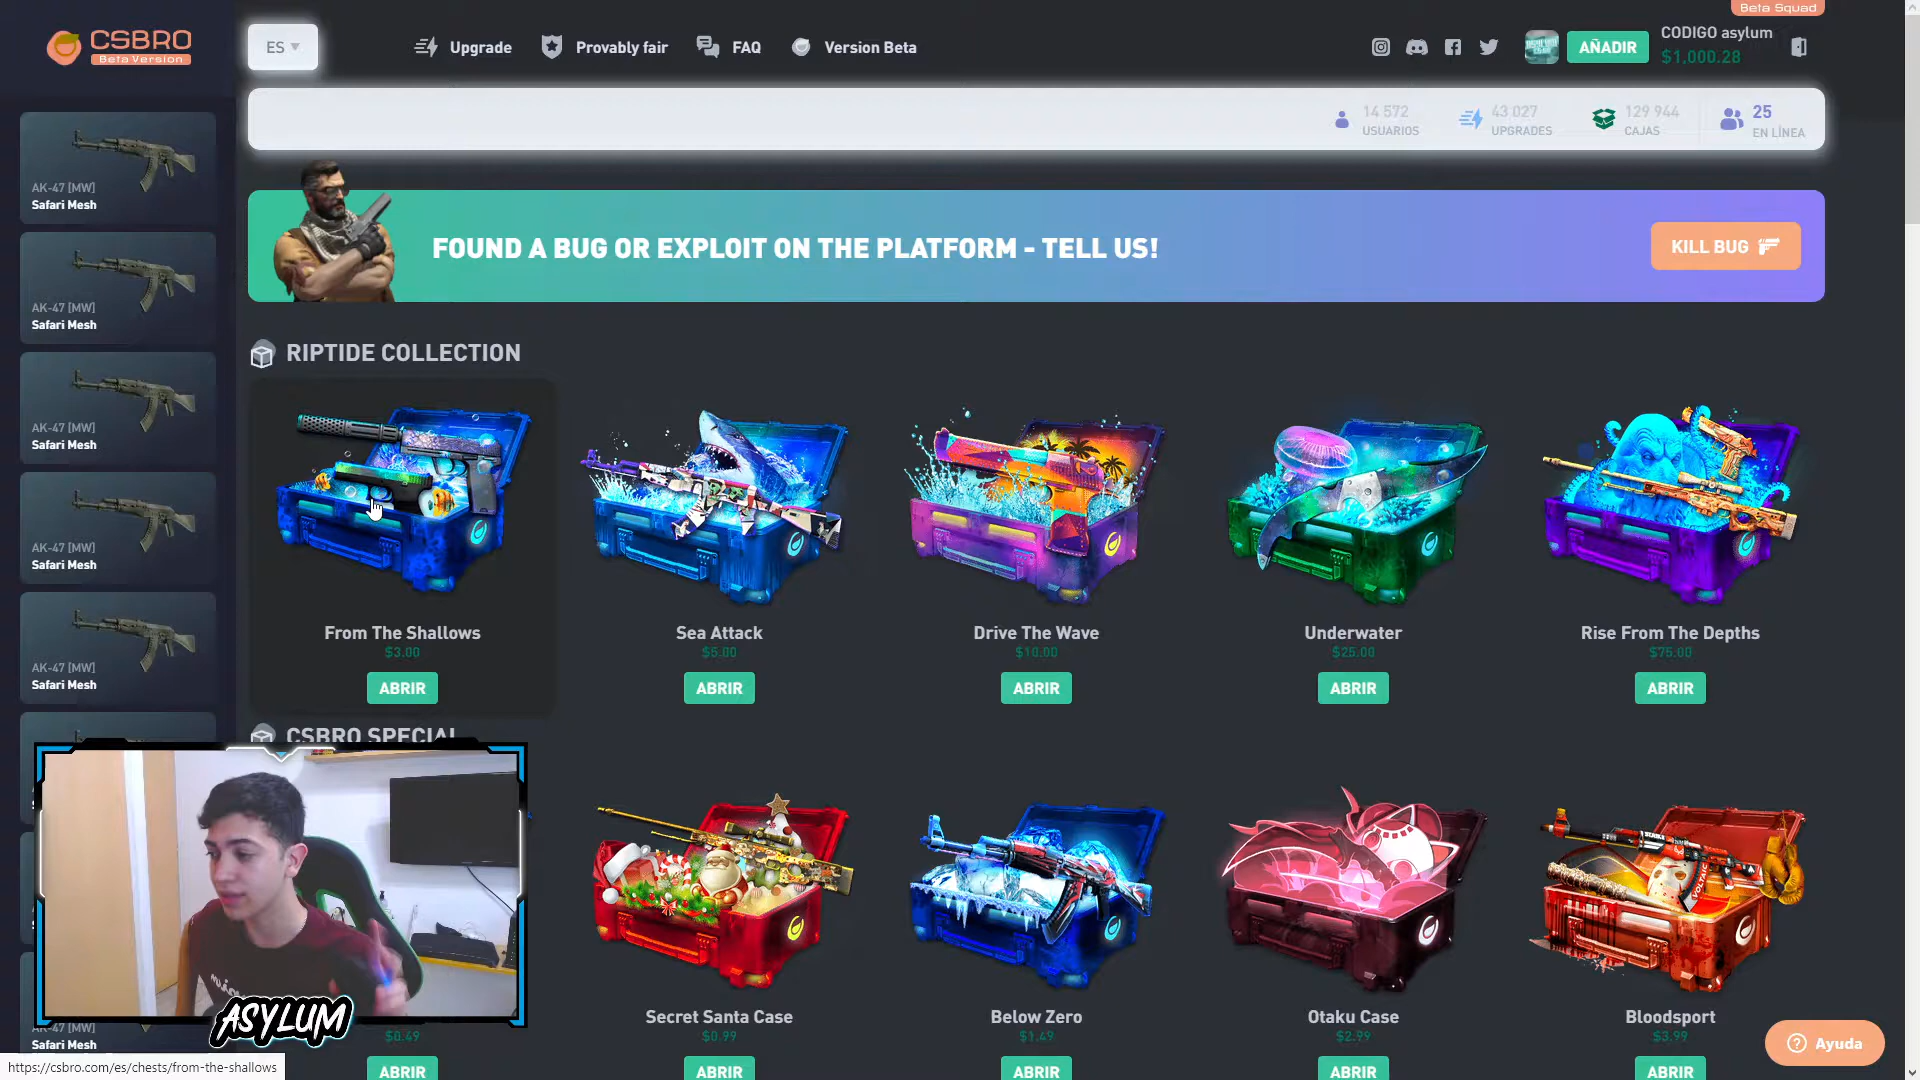 Beta Squad
CSBRO
Beta Version
ES
Upgrade
Provably fair
FAQ
Version Beta
AÑADIR
CODIGO asylum
$1,000.28
14 572
USUARIOS
43 027
UPGRADES
129 944
CAJAS
25
EN LÍNEA
FOUND A BUG OR EXPLOIT ON THE PLATFORM - TELL US!
KILL BUG
AK-47 [MW]
Safari Mesh
AK-47 [MW]
Safari Mesh
AK-47 [MW]
Safari Mesh
AK-47 [MW]
Safari Mesh
AK-47 [MW]
Safari Mesh
RIPTIDE COLLECTION
From The Shallows
$3.00
ABRIR
Sea Attack
$5.00
ABRIR
Drive The Wave
$10.00
ABRIR
Underwater
$25.00
ABRIR
Rise From The Depths
$75.00
ABRIR
CSBRO SPECIAL
$0.49
ABRIR
Secret Santa Case
$0.99
ABRIR
Below Zero
$1.49
ABRIR
Otaku Case
$2.99
ABRIR
Bloodsport
$3.99
ABRIR
ASYLUM
AK-47 [MW]
Safari Mesh
Ayuda
https://csbro.com/es/chests/from-the-shallows